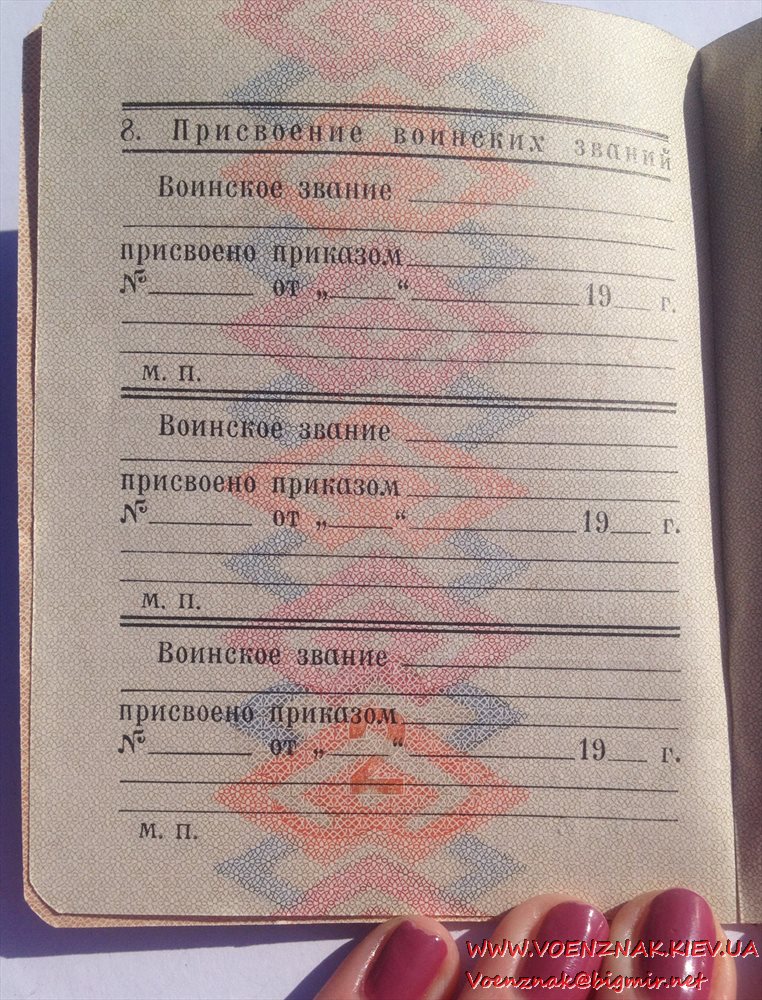 8. Присвоение воинских званий
Воинское звание
присвоено приказом
№ от „ “ 19 г.
м. п.
Воинское звание
присвоено приказом
№ от „ “ 19 г.
м. п.
Воинское звание
присвоено приказом
№ от „ “ 19 г.
м. п.
2
WWW.VOENZNAK.KIEV.UA
Voenznak@bigmir.net